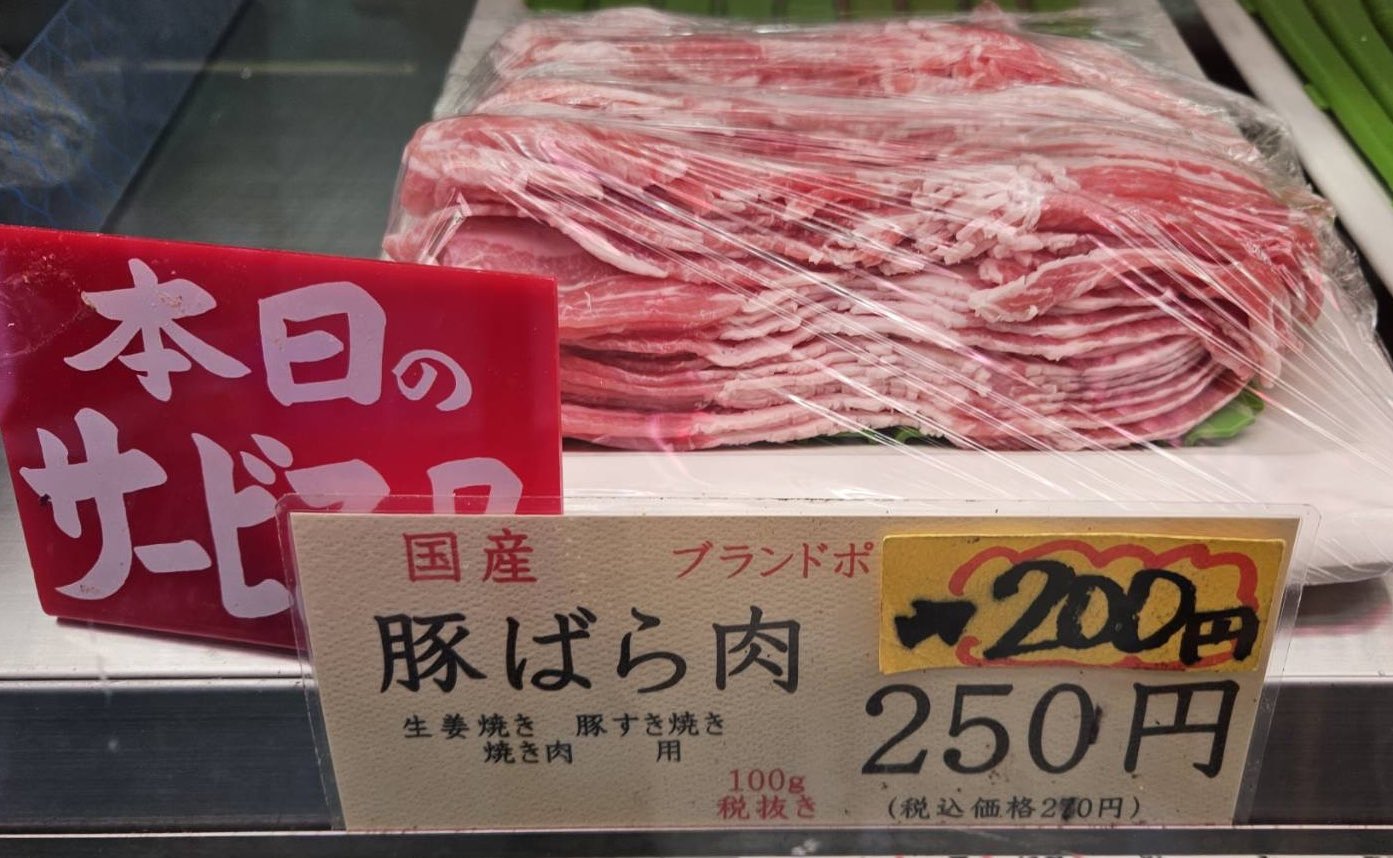 本日の
サービス
国産 ブランドポ
➡200円
豚ばら肉
250円
生姜焼き 豚すき焼き
焼き肉 用
100g
税抜き
(税込価格270円)